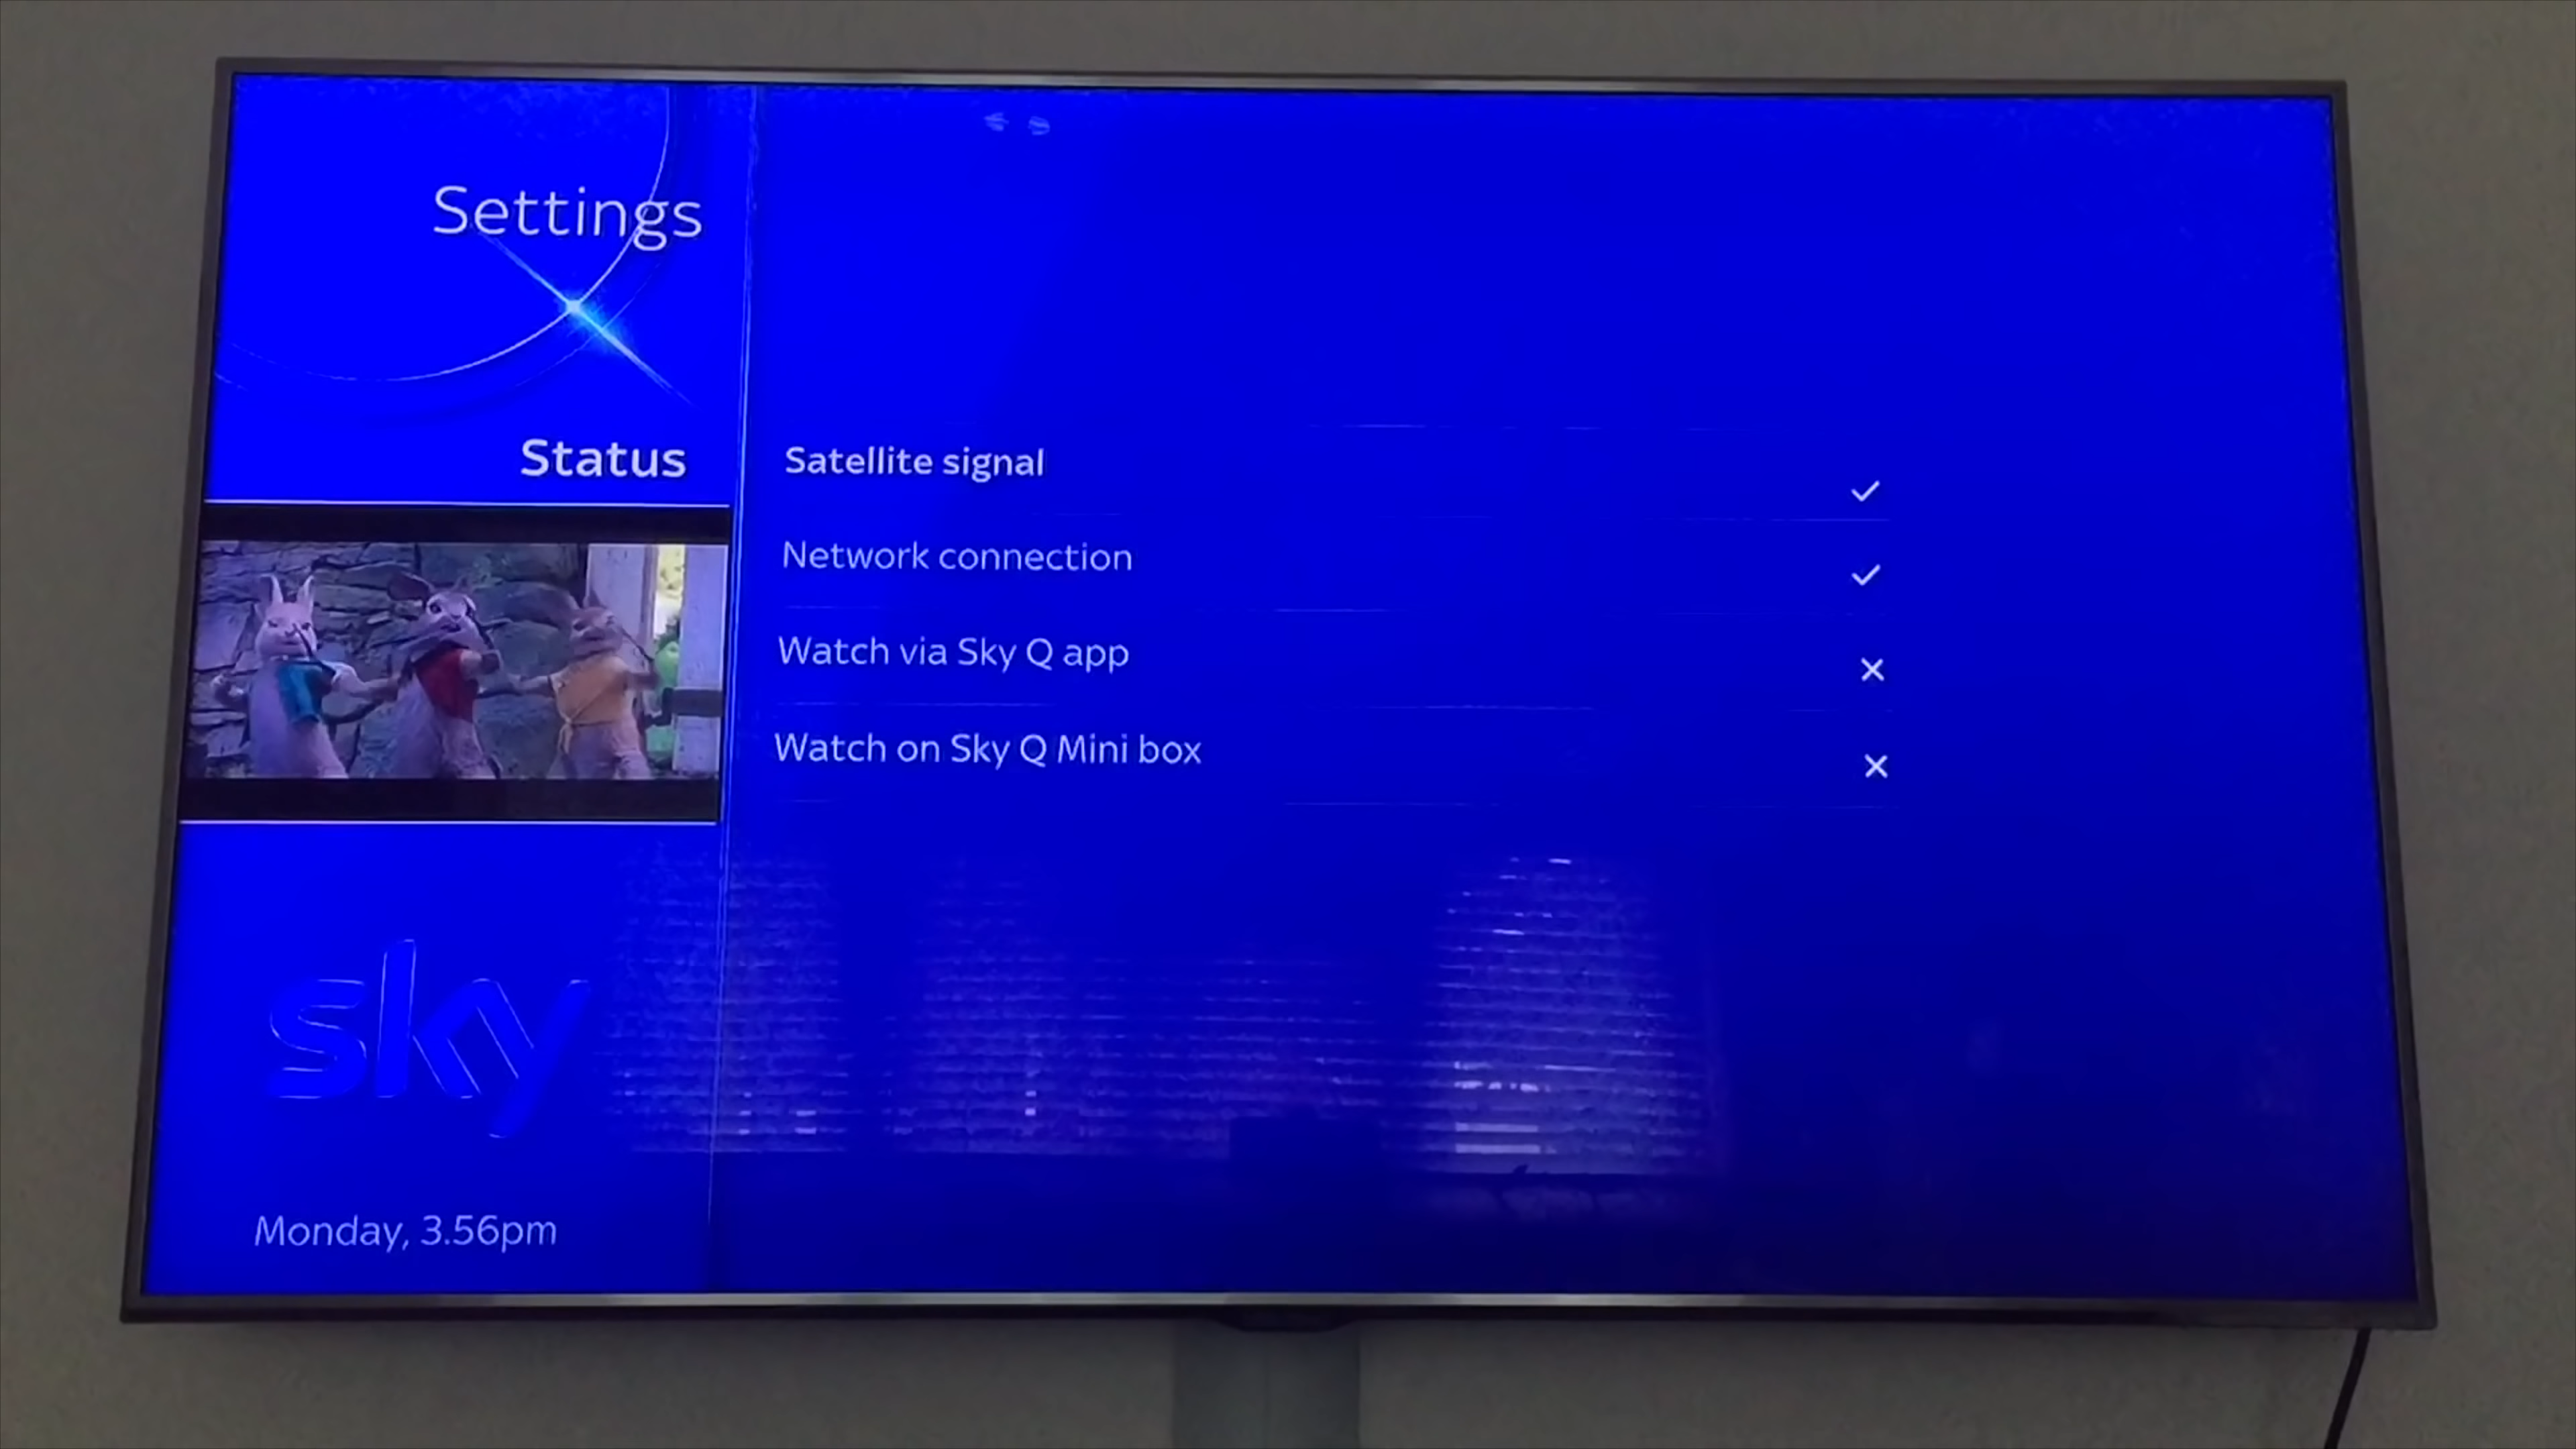 Settings
Status
Satellite signal
Network connection
Watch via Sky Q app
Watch on Sky Q Mini box
sky
Monday, 3.56pm